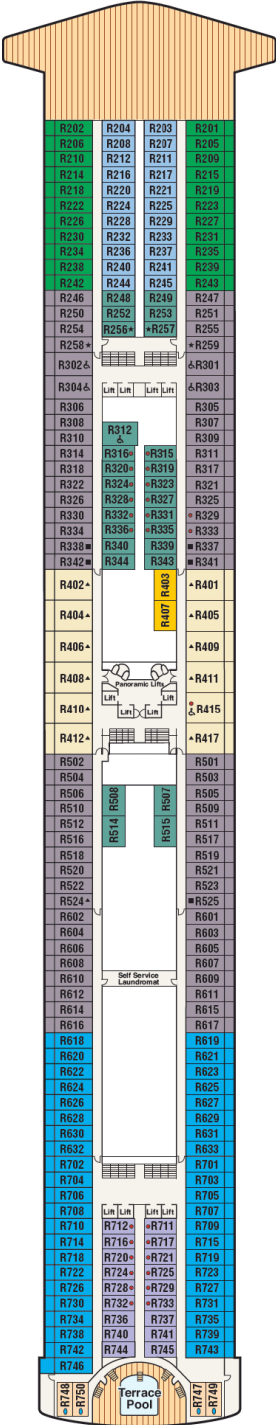 R202 R204 R203 R201
R206 R208 R207 R205
R210 R212 R211 R209
R214 R216 R217 R215
R218 R220 R221 R219
R222 R224 R225 R223
R226 R228 R229 R227
R230 R232 R233 R231
R234 R236 R237 R235
R238 R240 R241 R239
R242 R244 R245 R243
R246 R248 R249 R247
R250 R252 R253 R251
R254 R256★ ★R257 R255
R258★ ★R259
R302 R301
R304 Lift Lift Lift Lift R303
R306 R305
R308 R307
R310 R312 R309
R314 R316 R315 R311
R318 R320 R319 R317
R322 R324 R323 R321
R326 R328 R327 R325
R330 R332 R331 R329
R334 R336 R335 R333
R338■ R340 R339 ■R337
R342■ R344 R343 ■R341
R402▲ R403 ▲R401
R404▲ R407 ▲R405
R406▲ ▲R409
R408▲ Panoramic Lifts ▲R411
Lift Lift
R410▲ Lift Lift R415
R412▲ ▲R417
R502 R501
R504 R503
R506 R508 R507 R505
R510 R509
R512 R514 R515 R511
R516 R517
R518 R519
R520 R521
R522 R523
R524▲ ■R525
R602 R601
R604 R603
R606 R605
R608 R607
R610 Self Service R609
Laundromat
R612 R611
R614 R615
R616 R617
R618 R619
R620 R621
R622 R623
R624 R625
R626 R627
R628 R629
R630 R631
R632 R633
R702 R701
R704 R703
R706 R705
R708 Lift Lift Lift Lift R707
R710 R712 R711 R709
R714 R716 R717 R715
R718 R720 R721 R719
R722 R724 R725 R723
R726 R728 R729 R727
R730 R732 R733 R731
R734 R736 R737 R735
R738 R740 R741 R739
R742 R744 R745 R743
R746
R748 R750 Terrace R747 R749
Pool